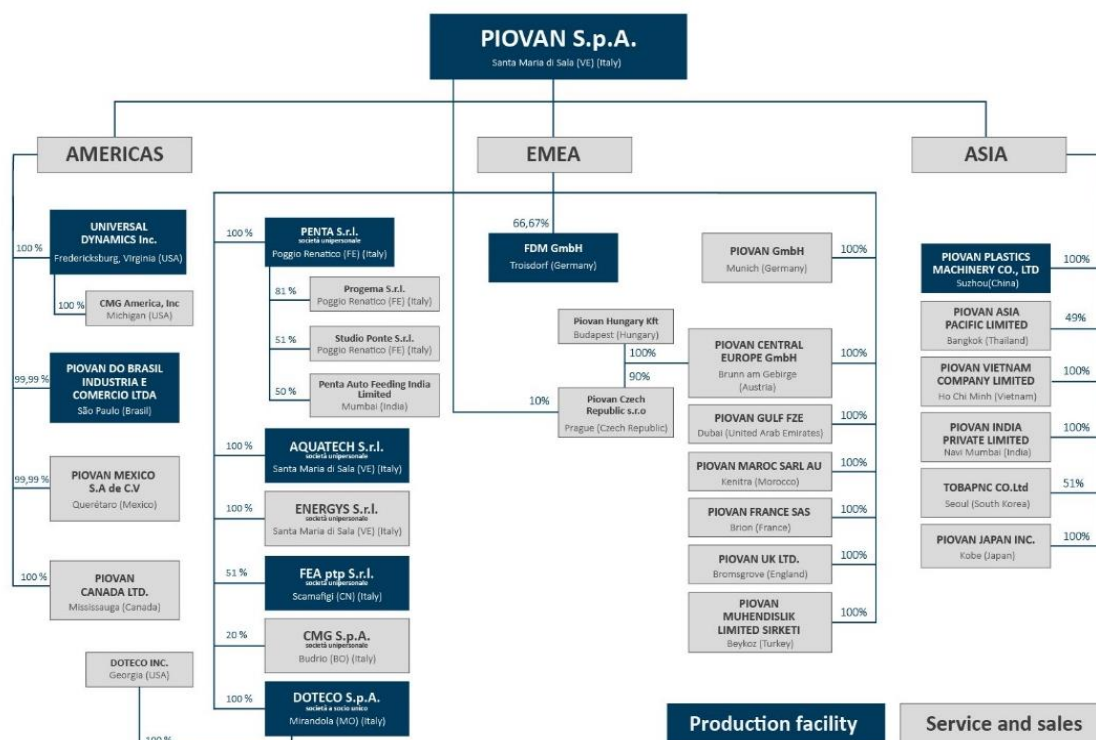 PIOVAN S.p.A.
Santa Maria di Sala (VE) (Italy)
AMERICAS
EMEA
ASIA
100 %
UNIVERSAL
DYNAMICS Inc.
Fredericksburg, Virginia (USA)
100 %
CMG America, Inc
Michigan (USA)
99,99 %
PIOVAN DO BRASIL
INDUSTRIA E
COMERCIO LTDA
São Paulo (Brasil)
99,99 %
PIOVAN MEXICO
S.A de C.V
Querétaro (Mexico)
100 %
PIOVAN
CANADA LTD.
Mississauga (Canada)
DOTECO INC.
Georgia (USA)
100 %
100 %
PENTA S.r.l.
società unipersonale
Poggio Renatico (FE) (Italy)
81 %
Progema S.r.l.
Poggio Renatico (FE) (Italy)
51 %
Studio Ponte S.r.l.
Poggio Renatico (FE) (Italy)
50 %
Penta Auto Feeding India
Limited
Mumbai (India)
100 %
AQUATECH S.r.l.
società unipersonale
Santa Maria di Sala (VE) (Italy)
100 %
ENERGYS S.r.l.
società unipersonale
Santa Maria di Sala (VE) (Italy)
51 %
FEA ptp S.r.l.
società unipersonale
Scarnafigi (CN) (Italy)
20 %
CMG S.p.A.
società unipersonale
Budrio (BO) (Italy)
100 %
DOTECO S.p.A.
società a socio unico
Mirandola (MO) (Italy)
66,67%
FDM GmbH
Troisdorf (Germany)
Piovan Hungary Kft
Budapest (Hungary)
100%
90%
10%
Piovan Czech
Republic s.r.o
Prague (Czech Republic)
PIOVAN GmbH
Munich (Germany)
100%
PIOVAN CENTRAL
EUROPE GmbH
Brunn am Gebirge
(Austria)
100%
PIOVAN GULF FZE
Dubai (United Arab Emirates)
100%
PIOVAN MAROC SARL AU
Kenitra (Morocco)
100%
PIOVAN FRANCE SAS
Brion (France)
100%
PIOVAN UK LTD.
Bromsgrove (England)
100%
PIOVAN
MUHENDISLIK
LIMITED SIRKETI
Beykoz (Turkey)
100%
PIOVAN PLASTICS
MACHINERY CO., LTD
Suzhou(China)
100%
PIOVAN ASIA
PACIFIC LIMITED
Bangkok (Thailand)
49%
PIOVAN VIETNAM
COMPANY LIMITED
Ho Chi Minh (Vietnam)
100%
PIOVAN INDIA
PRIVATE LIMITED
Navi Mumbai (India)
100%
TOBAPNC CO.Ltd
Seoul (South Korea)
51%
PIOVAN JAPAN INC.
Kobe (Japan)
100%
Production facility
Service and sales